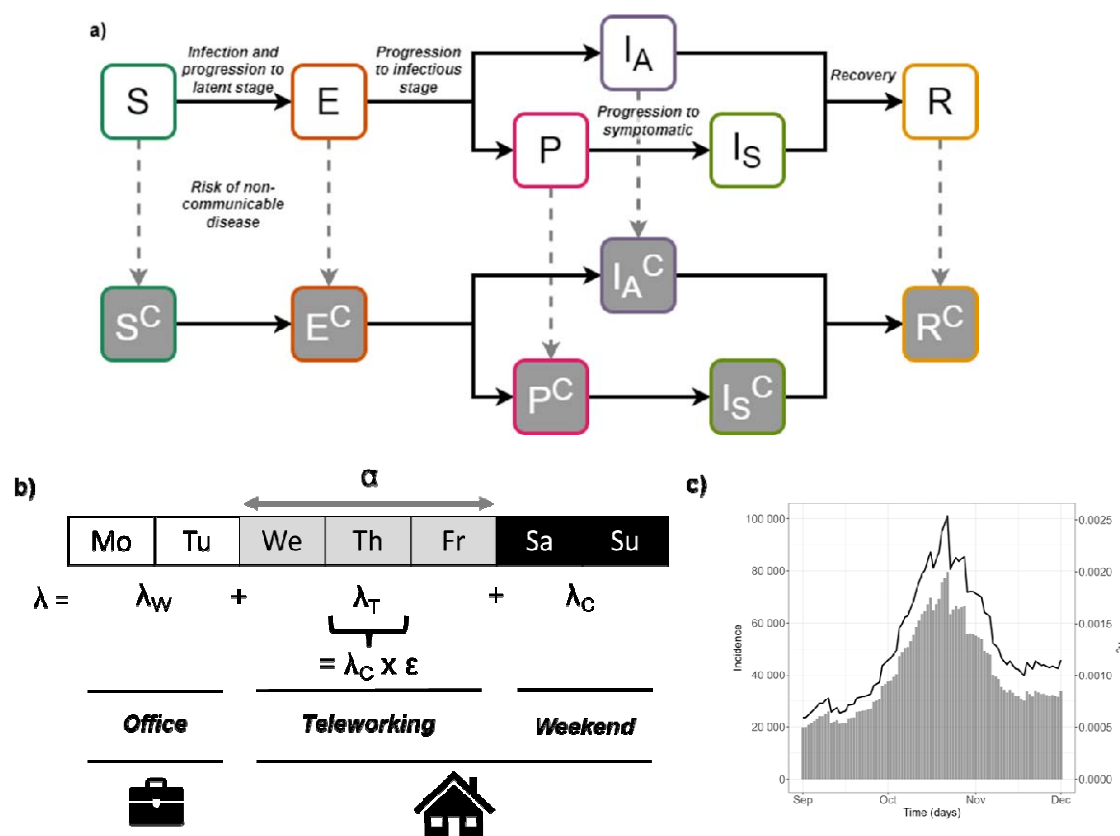 a)
Infection and
progression to
latent stage
Progression
to infectious
stage
S
E
I_A
P
Progression to
symptomatic
I_S
Recovery
R
Risk of non-
communicable
disease
S^C
E^C
I_A^C
P^C
I_S^C
R^C
b)
α
Mo Tu We Th Fr Sa Su
λ = λ_W + λ_T + λ_C
= λ_C x ε
Office Teleworking Weekend
c)
Incidence
100 000
80 000
60 000
40 000
20 000
0
0.0025
0.0020
0.0015
0.0010
0.0005
0.0000
Sep Oct Nov Dec
Time (days)